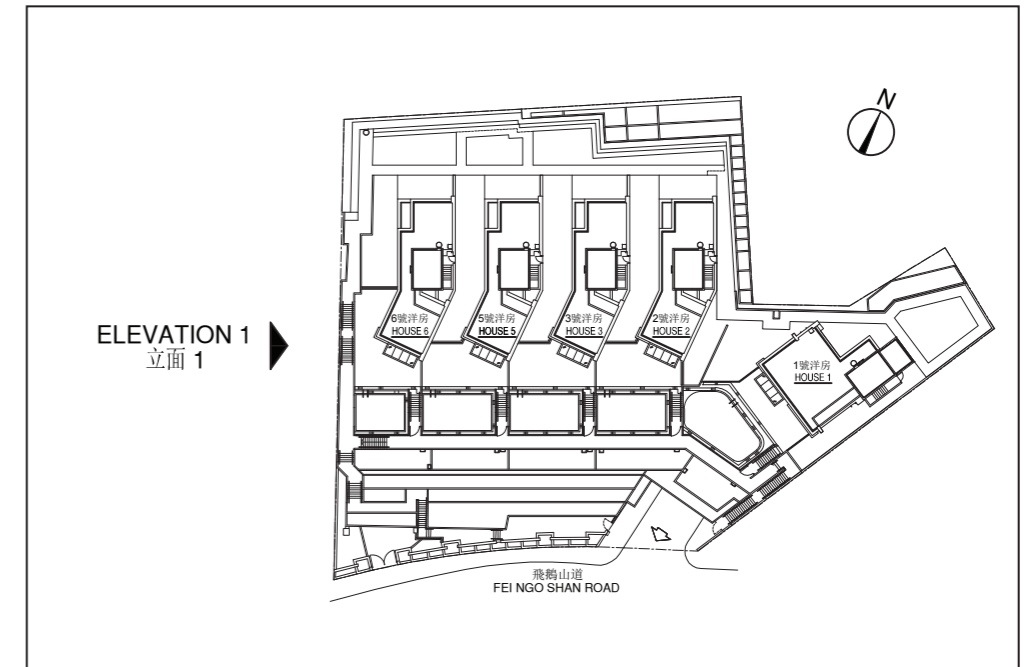 N
ELEVATION 1
立面 1
6號洋房
HOUSE 6
5號洋房
HOUSE 5
3號洋房
HOUSE 3
2號洋房
HOUSE 2
1號洋房
HOUSE 1
飛鵝山道
FEI NGO SHAN ROAD